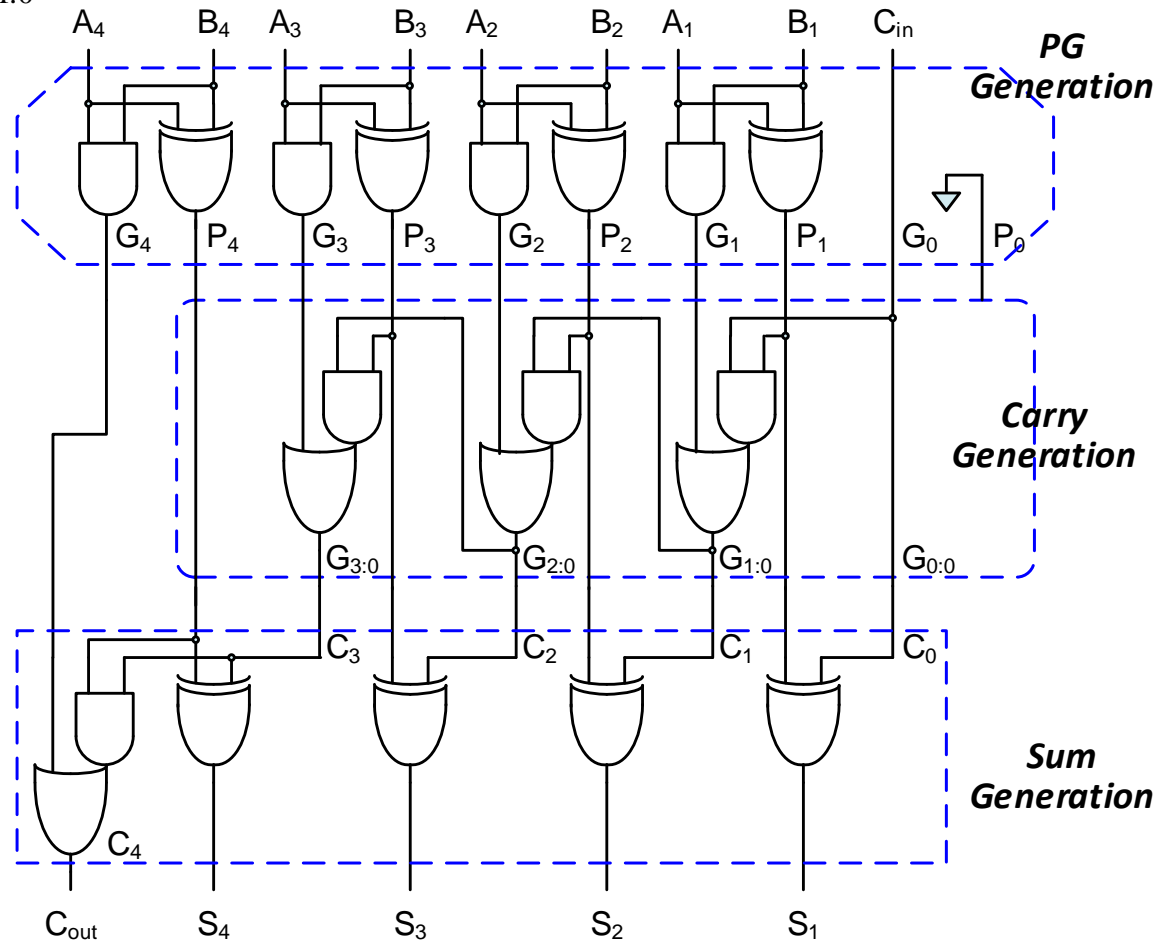 A4 B4 A3 B3 A2 B2 A1 B1 Cin
PG
Generation
G4 P4 G3 P3 G2 P2 G1 P1 G0 P0
Carry
Generation
G3:0 G2:0 G1:0 G0:0
C3 C2 C1 C0
Sum
Generation
C4
Cout S4 S3 S2 S1